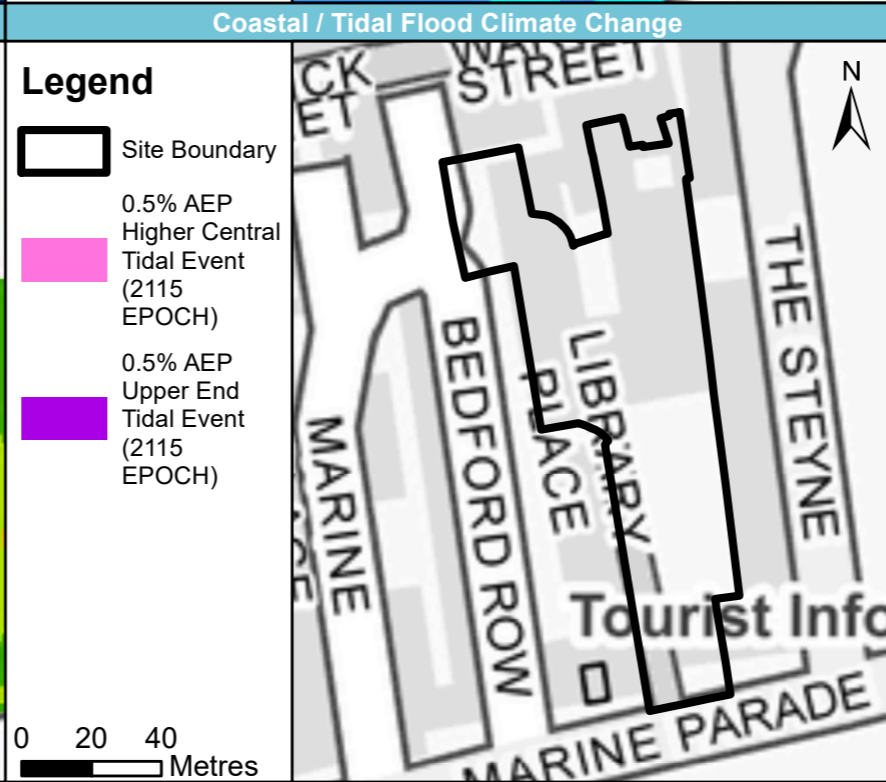 Coastal / Tidal Flood Climate Change
Legend
Site Boundary
0.5% AEP
Higher Central
Tidal Event
(2115
EPOCH)
0.5% AEP
Upper End
Tidal Event
(2115
EPOCH)
0 20 40
Metres
N
STREET
CK
ET
THE STEYNE
LIBRARY
PLACE
BEDFORD ROW
MARINE
Tourist Info
MARINE PARADE